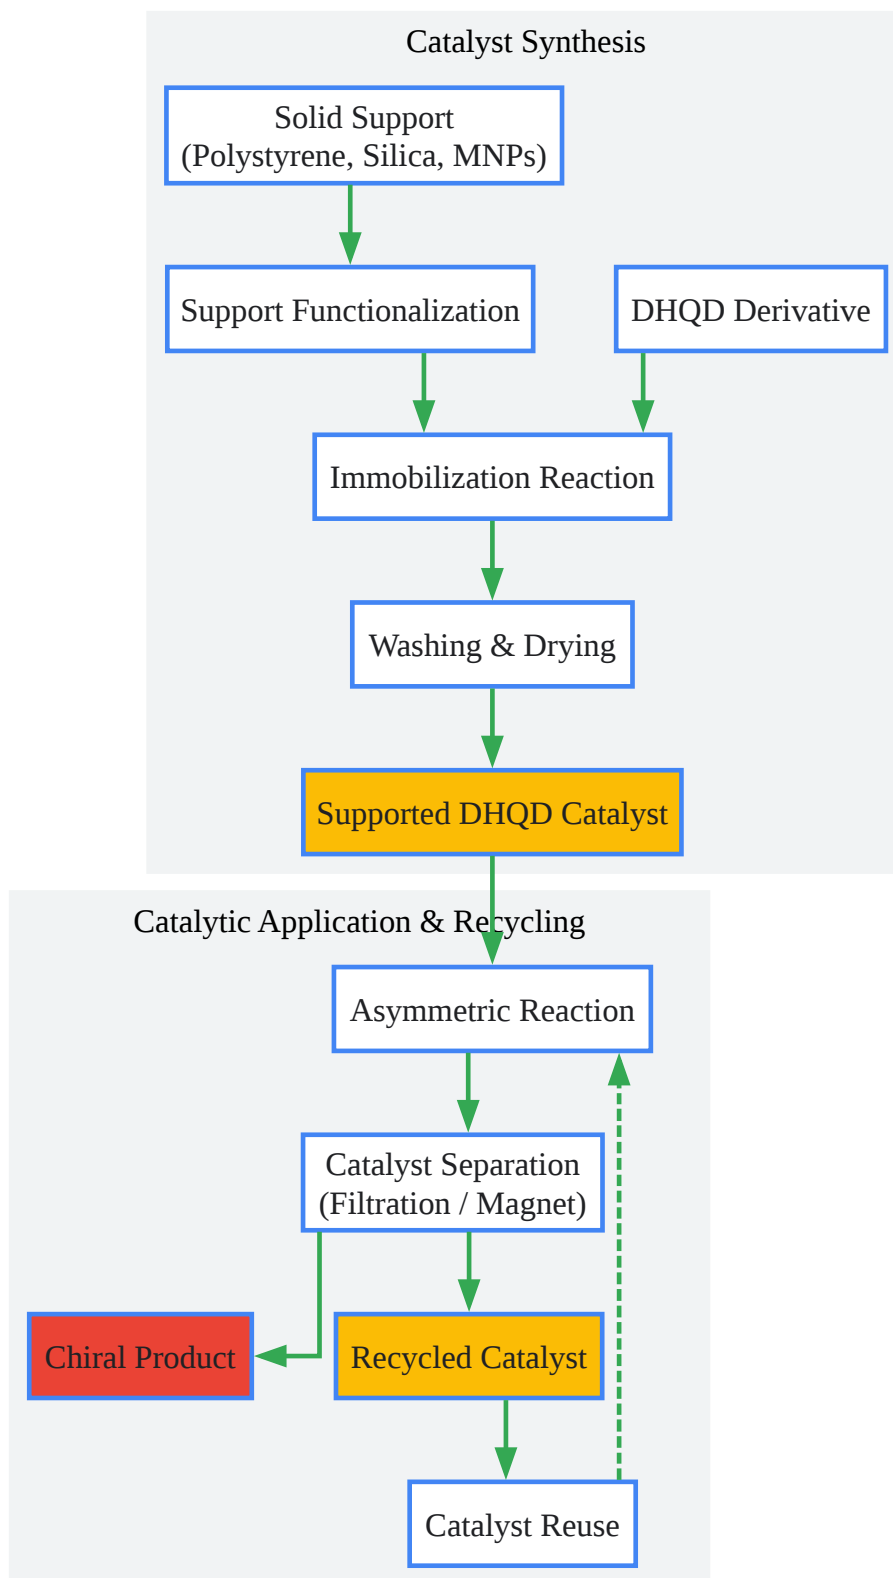 Catalyst Synthesis
Solid Support
(Polystyrene, Silica, MNPs)
Support Functionalization
DHQD Derivative
Immobilization Reaction
Washing & Drying
Supported DHQD Catalyst
Catalytic Application & Recycling
Asymmetric Reaction
Catalyst Separation
(Filtration / Magnet)
Chiral Product
Recycled Catalyst
Catalyst Reuse